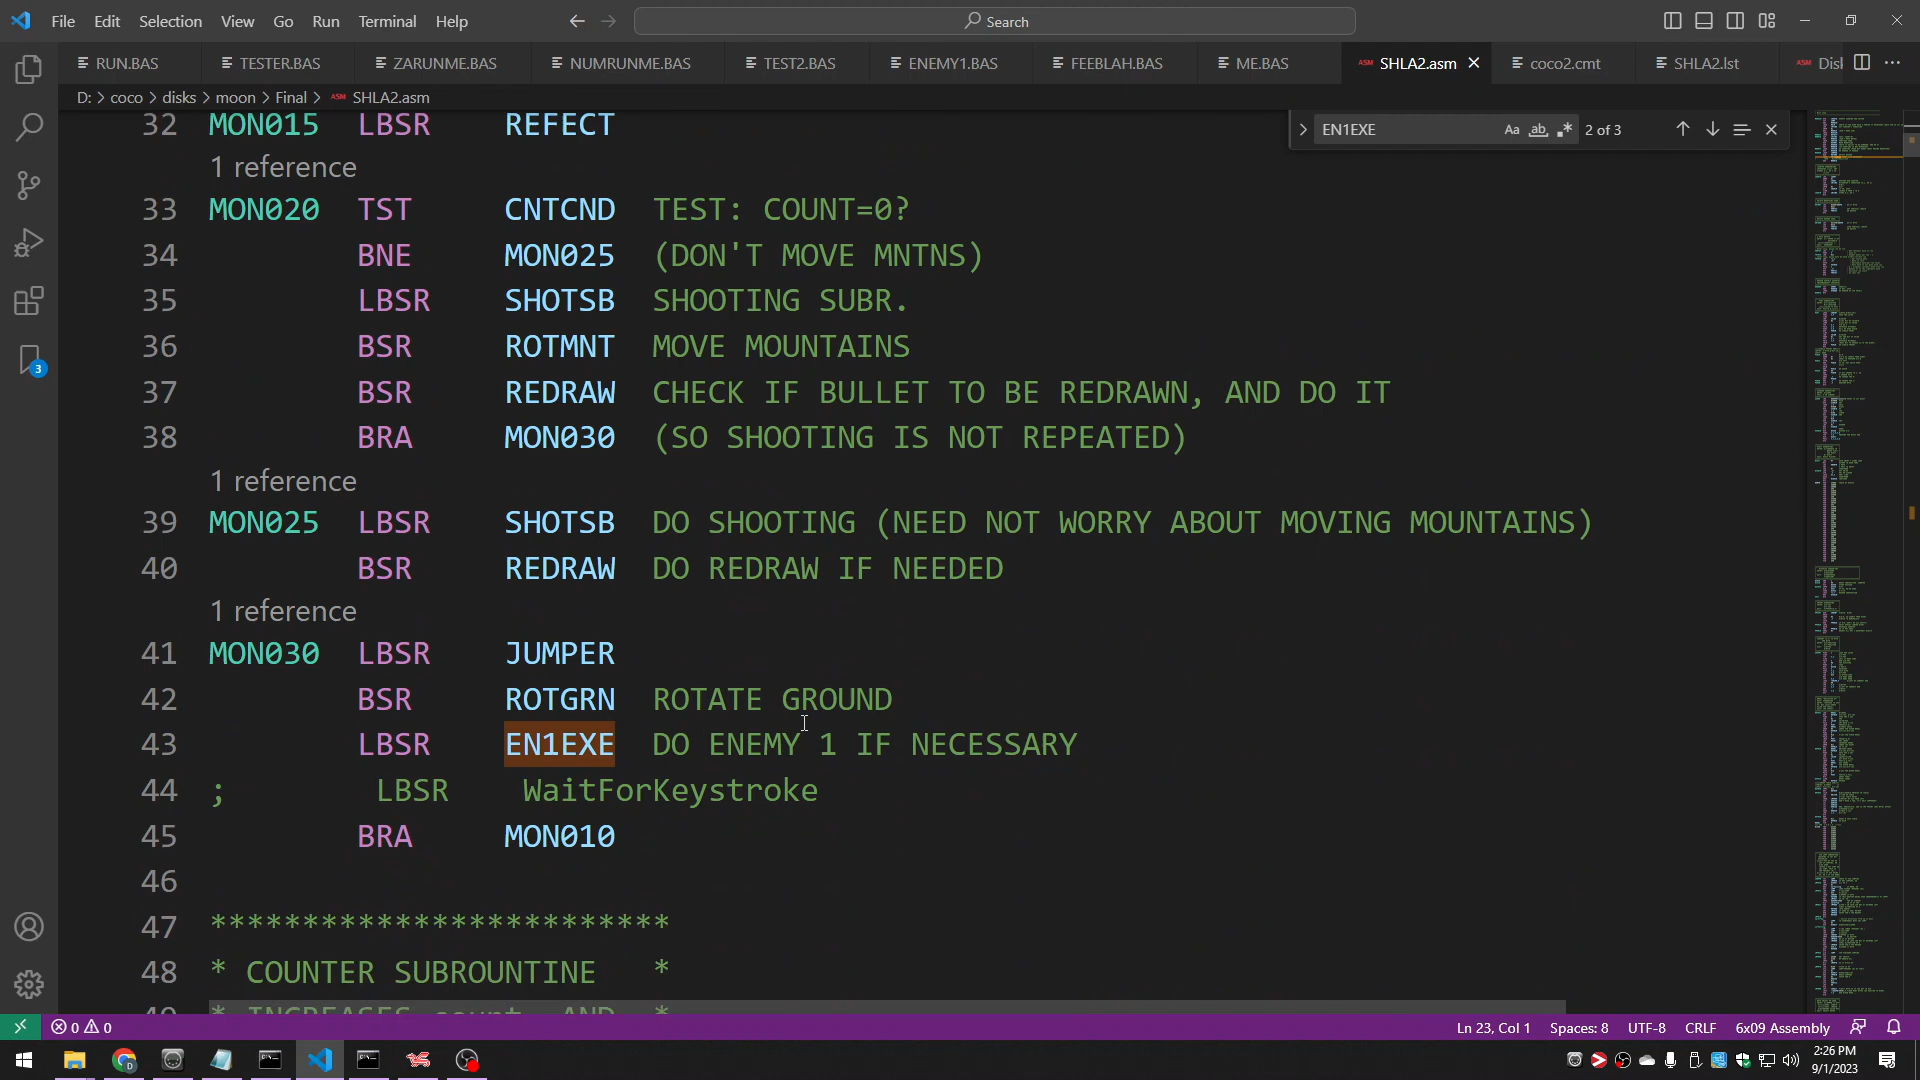 File Edit Selection View Go Run Terminal Help Search
RUN.BAS TESTER.BAS ZARUNME.BAS NUMRUNME.BAS TEST2.BAS ENEMY1.BAS FEEBLAH.BAS ME.BAS ASM SHLA2.asm coco2.cmt SHLA2.lst ASM
D: > coco > disks > moon > Final > ASM SHLA2.asm
EN1EXE Aa ab 2 of 3
32 MON015 LBSR REFECT
1 reference
33 MON020 TST CNTCND TEST: COUNT=0?
34 BNE MON025 (DON'T MOVE MNTNS)
35 LBSR SHOTSB SHOOTING SUBR.
36 BSR ROTMNT MOVE MOUNTAINS
37 BSR REDRAW CHECK IF BULLET TO BE REDRAWN, AND DO IT
38 BRA MON030 (SO SHOOTING IS NOT REPEATED)
1 reference
39 MON025 LBSR SHOTSB DO SHOOTING (NEED NOT WORRY ABOUT MOVING MOUNTAINS)
40 BSR REDRAW DO REDRAW IF NEEDED
1 reference
41 MON030 LBSR JUMPER
42 BSR ROTGRN ROTATE GROUND
43 LBSR EN1EXE DO ENEMY 1 IF NECESSARY
44 ; LBSR WaitForKeystroke
45 BRA MON010
46
47 *************************
48 * COUNTER SUBROUNTINE *
3
0 0 Ln 23, Col 1 Spaces: 8 UTF-8 CRLF 6x09 Assembly
2:26 PM
9/1/2023